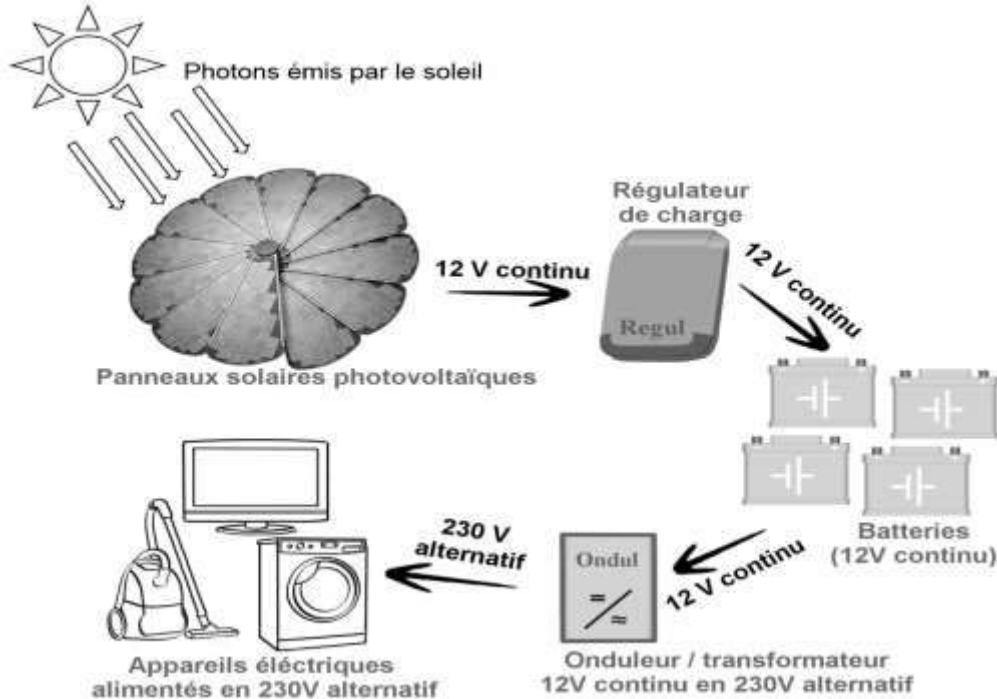 Photons émis par le soleil
Régulateur
de charge
12 V continu
12 V continu
Regul
Panneaux solaires photovoltaïques
Batteries
(12V continu)
230 V
alternatif
Ondul
=
≈
12 V continu
Appareils éléctriques
alimentés en 230V alternatif
Onduleur / transformateur
12V continu en 230V alternatif